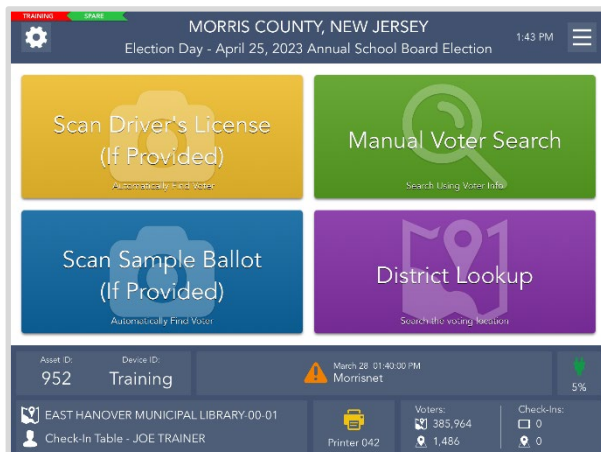 TRAINING SPARE
MORRIS COUNTY, NEW JERSEY
Election Day - April 25, 2023 Annual School Board Election
1:43 PM
Scan Driver's License
(If Provided)
Automatically Find Voter
Manual Voter Search
Search Using Voter Info
Scan Sample Ballot
(If Provided)
Automatically Find Voter
District Lookup
Search the voting location
Asset ID:
952
Device ID:
Training
March 28 01:40:00 PM
Morrisnet
5%
EAST HANOVER MUNICIPAL LIBRARY-00-01
Check-In Table - JOE TRAINER
Printer 042
Voters:
385,964
1,486
Check-Ins:
0
0